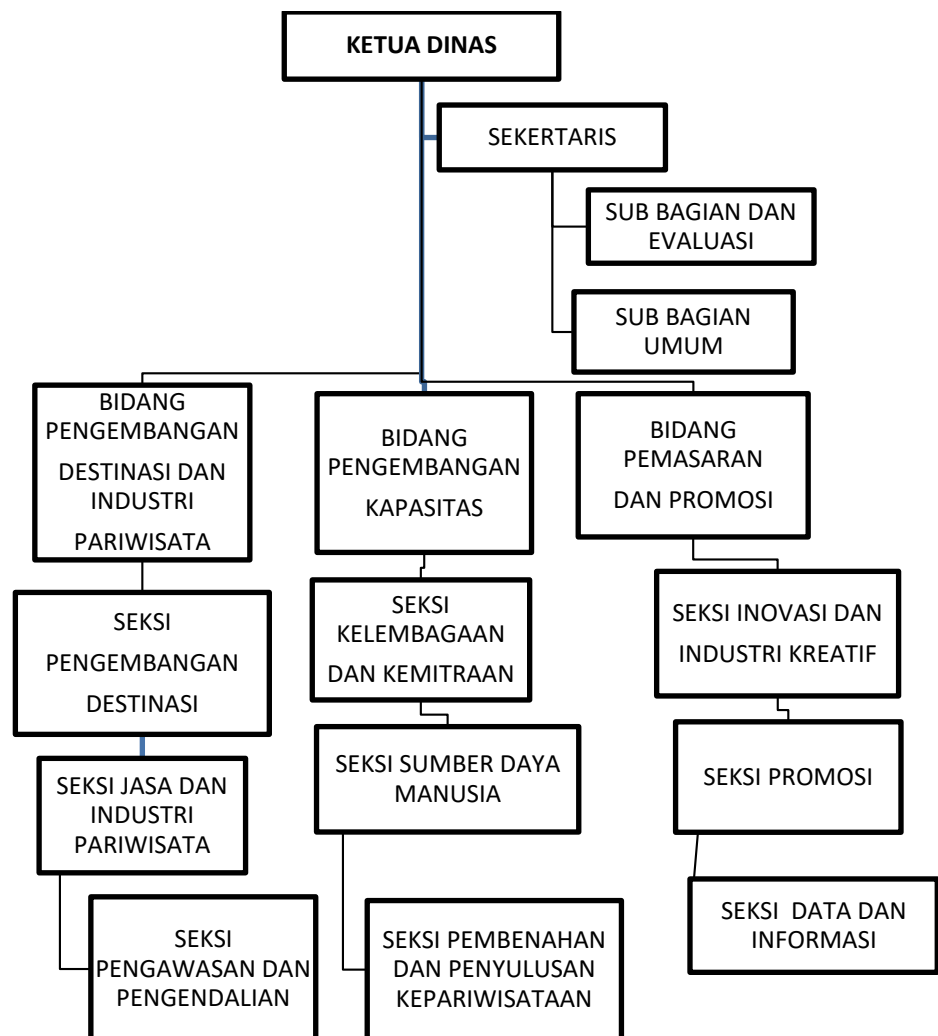 KETUA DINAS
SEKERTARIS
SUB BAGIAN DAN
EVALUASI
SUB BAGIAN
UMUM
BIDANG
PENGEMBANGAN
DESTINASI DAN
INDUSTRI
PARIWISATA
BIDANG
PENGEMBANGAN
KAPASITAS
BIDANG
PEMASARAN
DAN PROMOSI
SEKSI
PENGEMBANGAN
DESTINASI
SEKSI
KELEMBAGAAN
DAN KEMITRAAN
SEKSI INOVASI DAN
INDUSTRI KREATIF
SEKSI JASA DAN
INDUSTRI
PARIWISATA
SEKSI SUMBER DAYA
MANUSIA
SEKSI PROMOSI
SEKSI
PENGAWASAN DAN
PENGENDALIAN
SEKSI PEMBENAHAN
DAN PENYULUSAN
KEPARIWISATAAN
SEKSI DATA DAN
INFORMASI